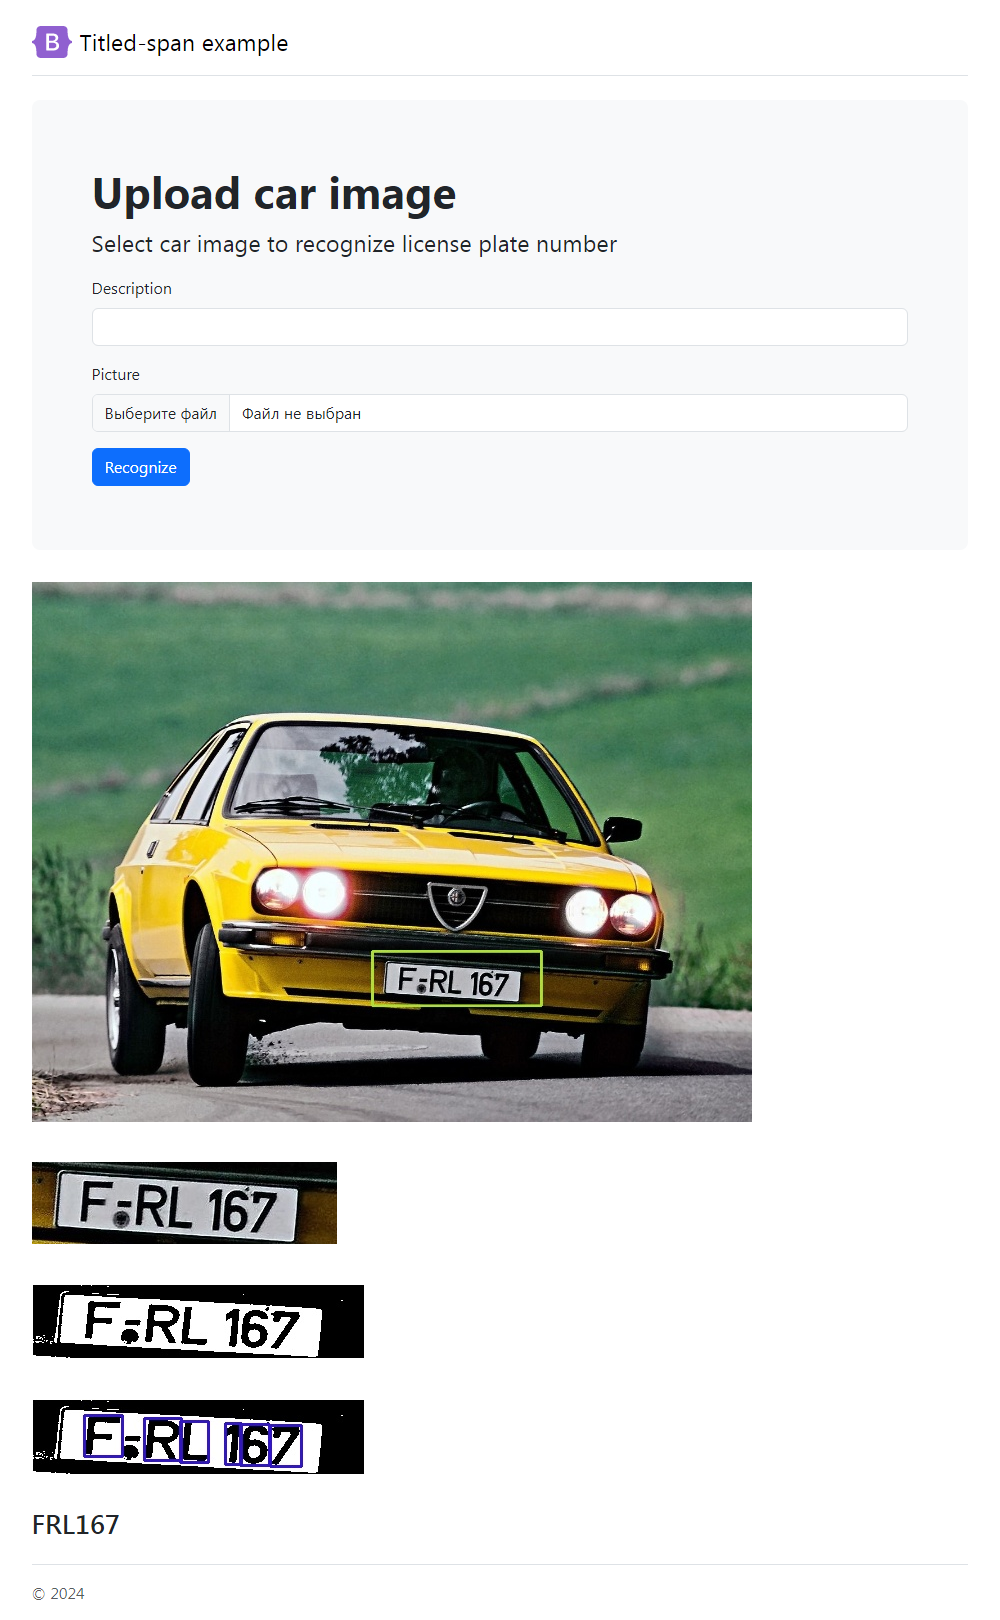 B Titled-span example
Upload car image
Select car image to recognize license plate number
Description
Picture
Выберите файл Файл не выбран
Recognize
F-RL 167
F-RL 167
F-RL 167
F-RL 167
FRL167
© 2024